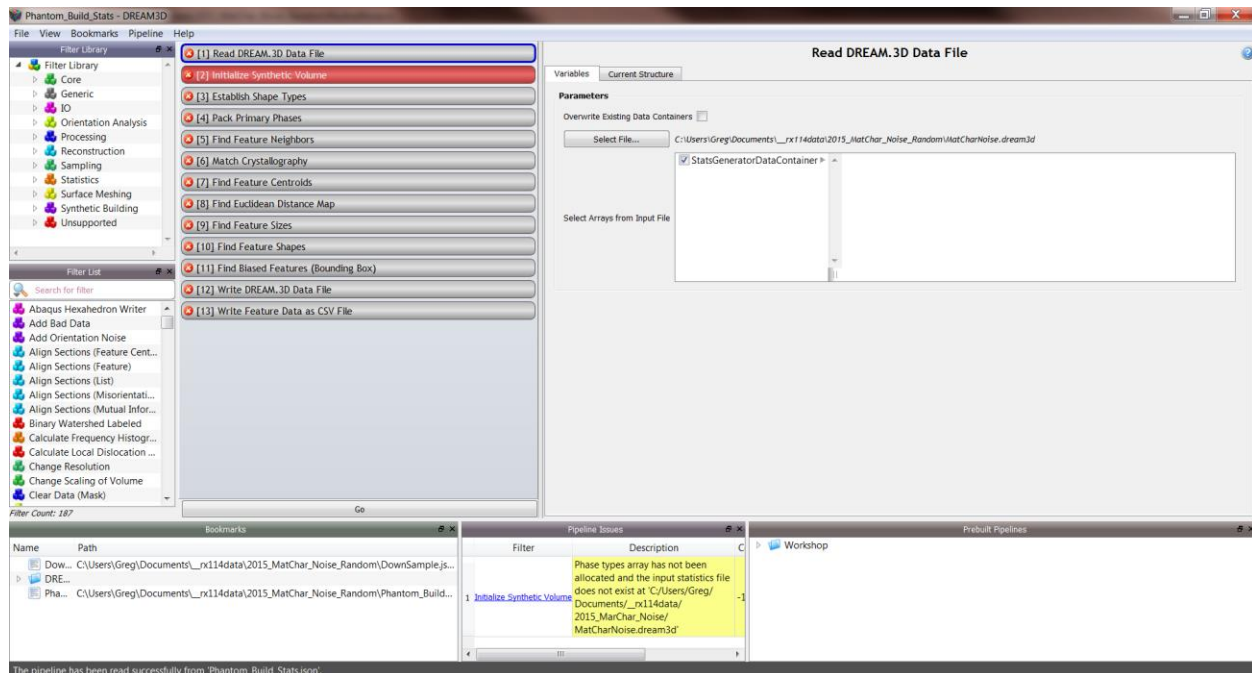 Phantom_Build_Stats - DREAM3D
File View Bookmarks Pipeline Help
Filter Library
Filter Library
Core
Generic
IO
Orientation Analysis
Processing
Reconstruction
Sampling
Statistics
Surface Meshing
Synthetic Building
Unsupported
Filter List
Search for filter
Abaqus Hexahedron Writer
Add Bad Data
Add Orientation Noise
Align Sections (Feature Cent...
Align Sections (Feature)
Align Sections (List)
Align Sections (Misorientati...
Align Sections (Mutual Infor...
Binary Watershed Labeled
Calculate Frequency Histogr...
Calculate Local Dislocation ...
Change Resolution
Change Scaling of Volume
Clear Data (Mask)
Filter Count: 187
[1] Read DREAM.3D Data File
[2] Initialize Synthetic Volume
[3] Establish Shape Types
[4] Pack Primary Phases
[5] Find Feature Neighbors
[6] Match Crystallography
[7] Find Feature Centroids
[8] Find Euclidean Distance Map
[9] Find Feature Sizes
[10] Find Feature Shapes
[11] Find Biased Features (Bounding Box)
[12] Write DREAM.3D Data File
[13] Write Feature Data as CSV File
Go
Read DREAM.3D Data File
Variables Current Structure
Parameters
Overwrite Existing Data Containers
Select File... C:\Users\Greg\Documents\__rx114data\2015_MatChar_Noise_Random\MatCharNoise.dream3d
StatsGeneratorDataContainer
Select Arrays from Input File
Bookmarks
Name Path
Dow... C:\Users\Greg\Documents\__rx114data\2015_MatChar_Noise_Random\DownSample.js...
DRE...
Pha... C:\Users\Greg\Documents\__rx114data\2015_MatChar_Noise_Random\Phantom_Build...
Pipeline Issues
Filter Description C
1 Initialize Synthetic Volume
Phase types array has not been
allocated and the input statistics file
does not exist at 'C:/Users/Greg/
Documents/__rx114data/
2015_MarChar_Noise/
MatCharNoise.dream3d'
-1
Prebuilt Pipelines
Workshop
The pipeline has been read successfully from 'Phantom_Build_Stats.json'.